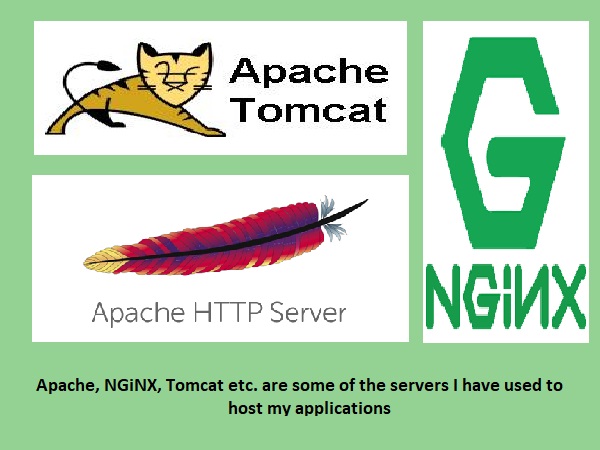 Apache
Tomcat
Apache HTTP Server
G
NGiNX
Apache, NGiNX, Tomcat etc. are some of the servers I have used to
host my applications